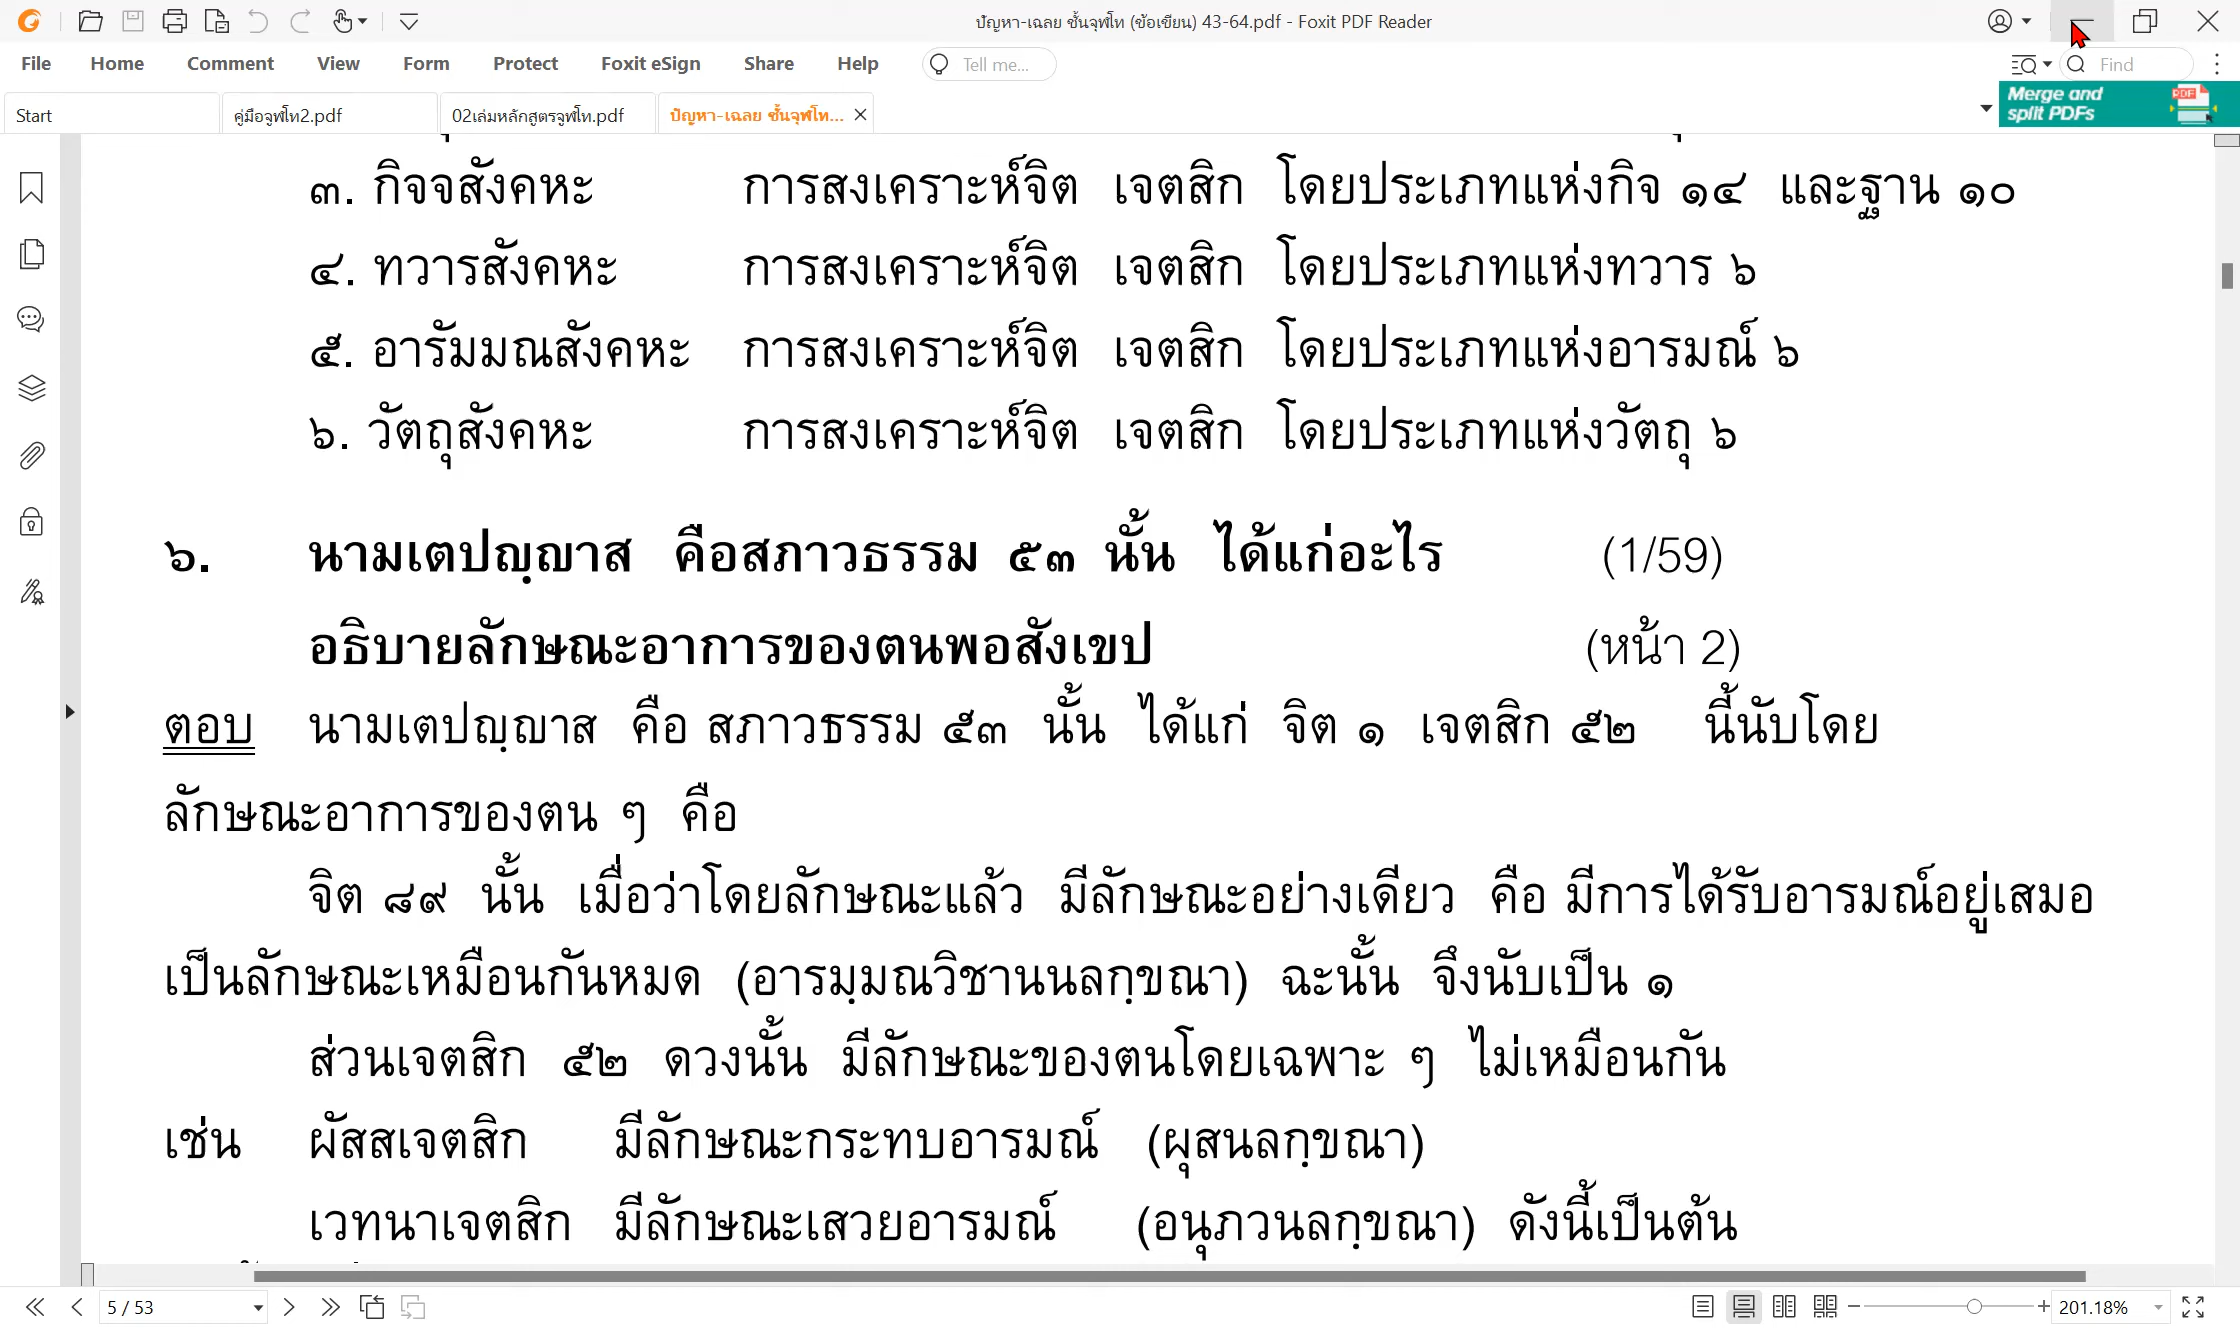 ปัญหา-เฉลย ชั้นจุฬโท (ข้อเขียน) 43-64.pdf - Foxit PDF Reader
File Home Comment View Form Protect Foxit eSign Share Help Tell me... Find
Start คู่มือจูฬโท2.pdf 02เล่มหลักสูตรจูฬโท.pdf ปัญหา-เฉลย ชั้นจุฬโท... Merge and split PDFs PDF
๓. กิจจสังคหะ การสงเคราะห์จิต เจตสิก โดยประเภทแห่งกิจ ๑๔ และฐาน ๑๐
๔. ทวารสังคหะ การสงเคราะห์จิต เจตสิก โดยประเภทแห่งทวาร ๖
๕. อารัมมณสังคหะ การสงเคราะห์จิต เจตสิก โดยประเภทแห่งอารมณ์ ๖
๖. วัตถุสังคหะ การสงเคราะห์จิต เจตสิก โดยประเภทแห่งวัตถุ ๖
๖. นามเตปญฺญาส คือสภาวธรรม ๕๓ นั้น ได้แก่อะไร (1/59)
อธิบายลักษณะอาการของตนพอสังเขป (หน้า 2)
ตอบ นามเตปญฺญาส คือ สภาวธรรม ๕๓ นั้น ได้แก่ จิต ๑ เจตสิก ๕๒ นี้นับโดย
ลักษณะอาการของตน ๆ คือ
จิต ๘๙ นั้น เมื่อว่าโดยลักษณะแล้ว มีลักษณะอย่างเดียว คือ มีการได้รับอารมณ์อยู่เสมอ
เป็นลักษณะเหมือนกันหมด (อารมฺมณวิชานนลกฺขณา) ฉะนั้น จึงนับเป็น ๑
ส่วนเจตสิก ๕๒ ดวงนั้น มีลักษณะของตนโดยเฉพาะ ๆ ไม่เหมือนกัน
เช่น ผัสสเจตสิก มีลักษณะกระทบอารมณ์ (ผุสนลกฺขณา)
เวทนาเจตสิก มีลักษณะเสวยอารมณ์ (อนุภวนลกฺขณา) ดังนี้เป็นต้น
5 / 53 201.18%